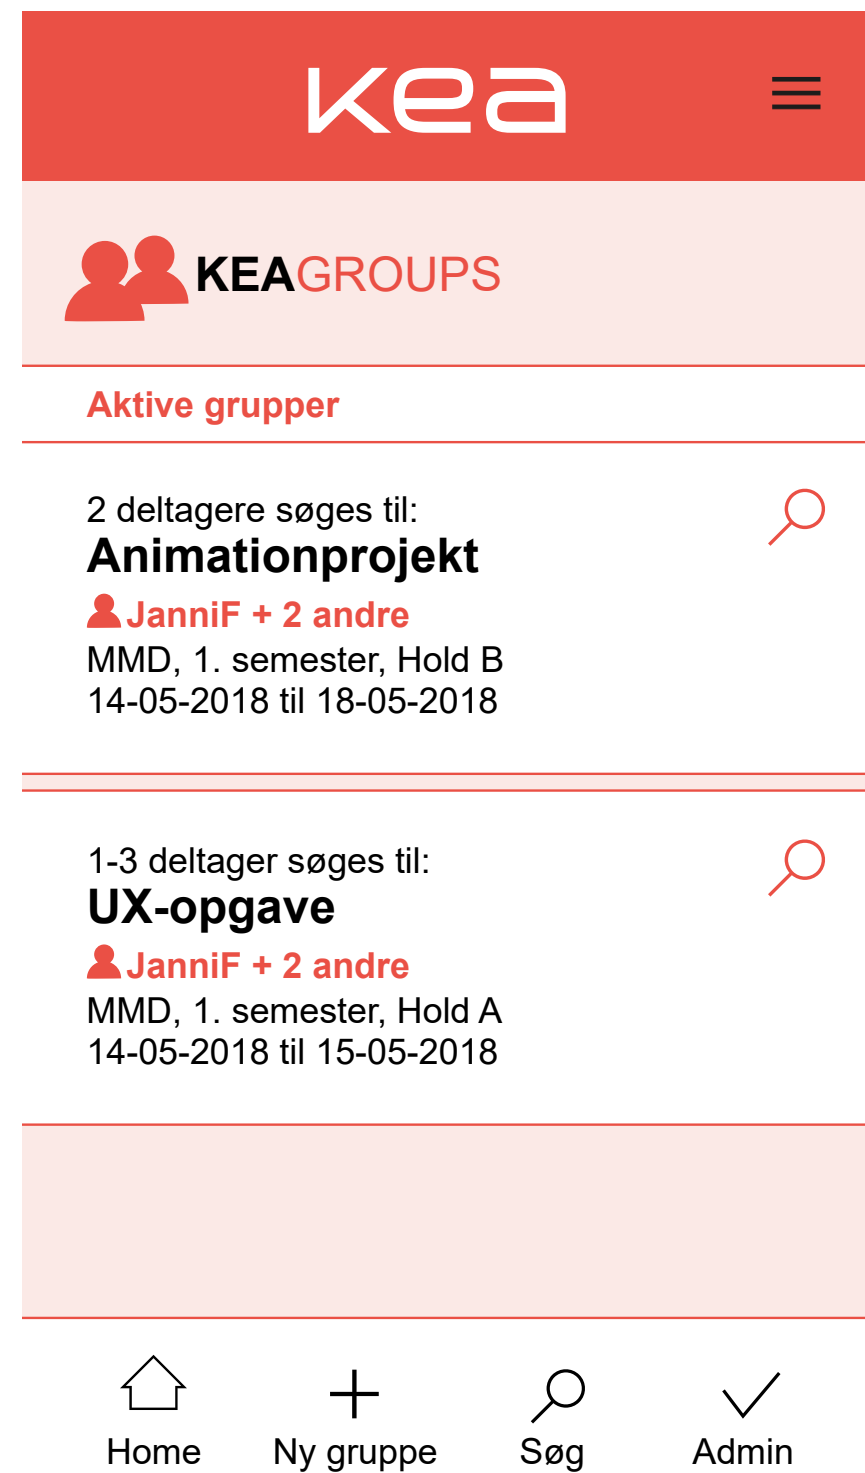 kea
KEAGROUPS
Aktive grupper
2 deltagere søges til:
Animationprojekt
JanniF + 2 andre
MMD, 1. semester, Hold B
14-05-2018 til 18-05-2018
1-3 deltager søges til:
UX-opgave
JanniF + 2 andre
MMD, 1. semester, Hold A
14-05-2018 til 15-05-2018
Home Ny gruppe Søg Admin